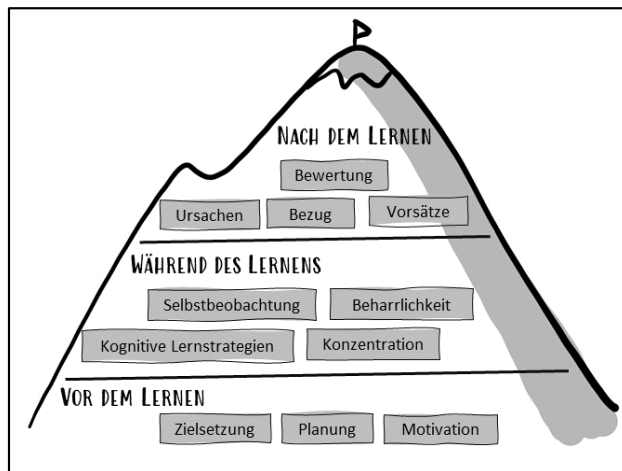 NACH DEM LERNEN
Bewertung
Ursachen Bezug Vorsätze
WÄHREND DES LERNENS
Selbstbeobachtung Beharrlichkeit
Kognitive Lernstrategien Konzentration
VOR DEM LERNEN
Zielsetzung Planung Motivation